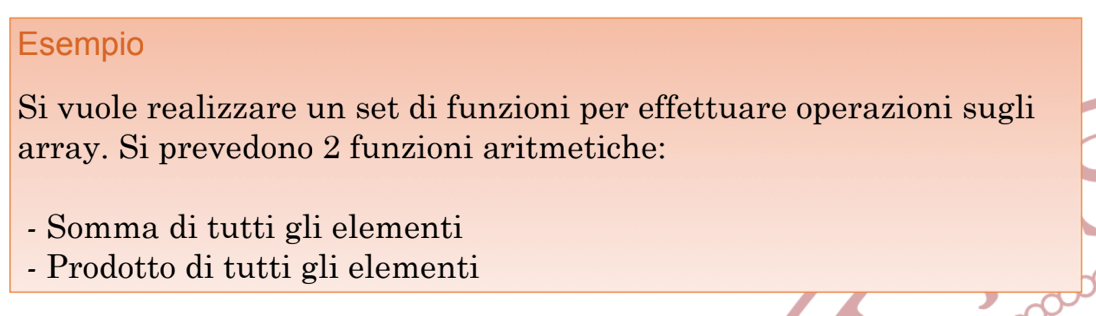 Esempio
Si vuole realizzare un set di funzioni per effettuare operazioni sugli
array. Si prevedono 2 funzioni aritmetiche:
- Somma di tutti gli elementi
- Prodotto di tutti gli elementi